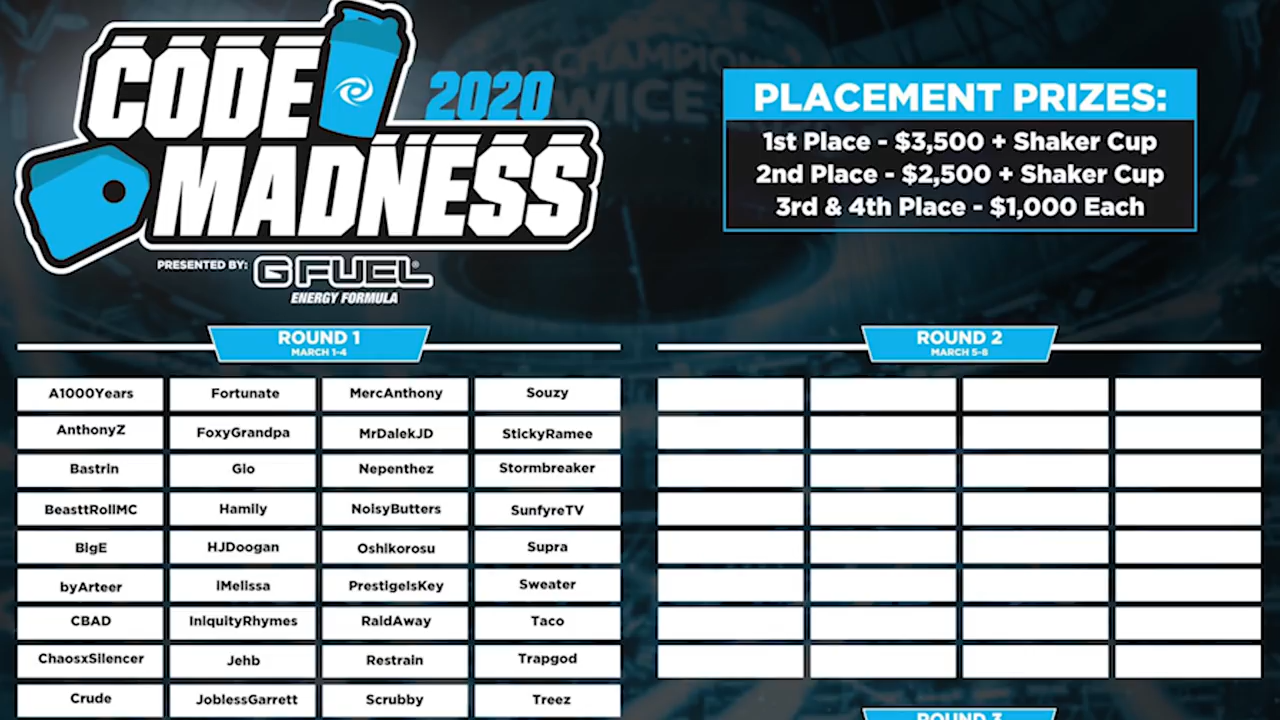 CODE
2020
MADNESS
PRESENTED BY: G FUEL®
ENERGY FORMULA
PLACEMENT PRIZES:
1st Place - $3,500 + Shaker Cup
2nd Place - $2,500 + Shaker Cup
3rd & 4th Place - $1,000 Each
ROUND 1
MARCH 1-4
A1000Years Fortunate MercAnthony Souzy
AnthonyZ FoxyGrandpa MrDalekJD StickyRamee
Bastrin Glo Nepenthez Stormbreaker
BeasttRollMC Hamily NoisyButters SunfyreTV
BigE HJDoogan Oshikorosu Supra
byArteer iMelissa PrestigeIsKey Sweater
CBAD IniquityRhymes RaidAway Taco
ChaosxSilencer Jehb Restrain Trapgod
Crude JoblessGarrett Scrubby Treez
ROUND 2
MARCH 5-8
ROUND 3